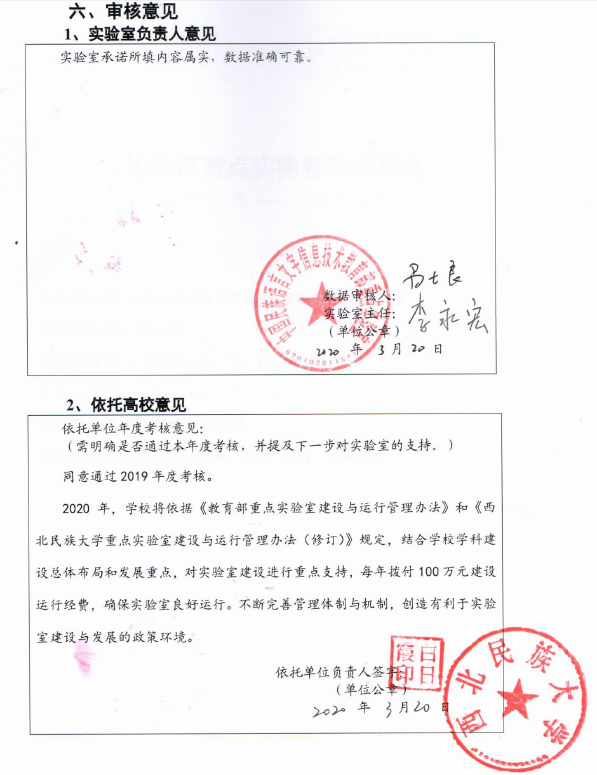 六、审核意见
1、实验室负责人意见
实验室承诺所填内容属实，数据准确可靠。
数据审核人：
实验室主任：李永宏
（单位公章）
2020 年 3 月 20 日
2、依托高校意见
依托单位年度考核意见：
（需明确是否通过本年度考核，并提及下一步对实验室的支持。）
同意通过 2019 年度考核。
2020 年，学校将依据《教育部重点实验室建设与运行管理办法》和《西
北民族大学重点实验室建设与运行管理办法（修订）》规定，结合学校学科建
设总体布局和发展重点，对实验室建设进行重点支持，每年拨付 100 万元建设
运行经费，确保实验室良好运行。不断完善管理体制与机制，创造有利于实验
室建设与发展的政策环境。
依托单位负责人签字：
（单位公章）
2020 年 3 月 20 日
西北民族大学